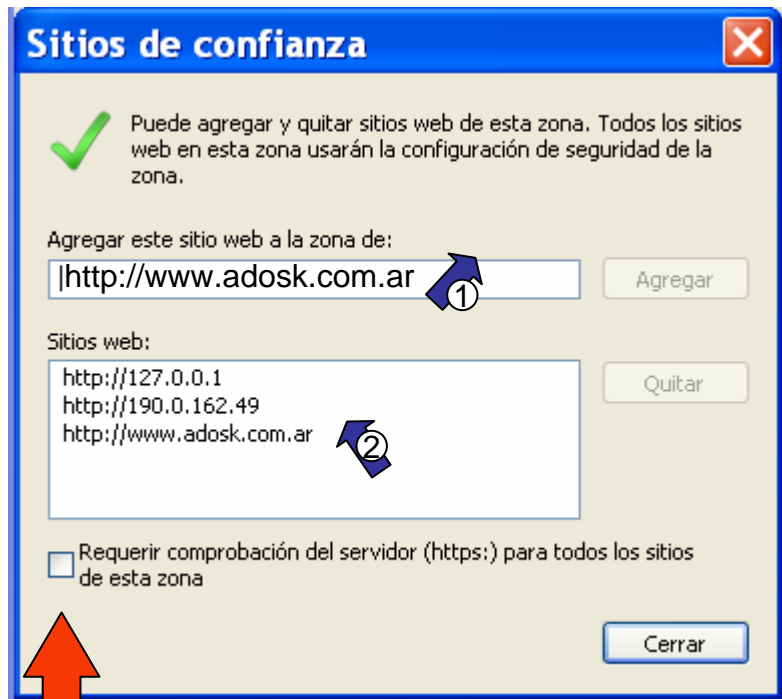 Sitios de confianza
Puede agregar y quitar sitios web de esta zona. Todos los sitios
web en esta zona usarán la configuración de seguridad de la
zona.
Agregar este sitio web a la zona de:
http://www.adosk.com.ar
1
Agregar
Sitios web:
http://127.0.0.1
http://190.0.162.49
http://www.adosk.com.ar
2
Quitar
Requerir comprobación del servidor (https:) para todos los sitios
de esta zona
Cerrar